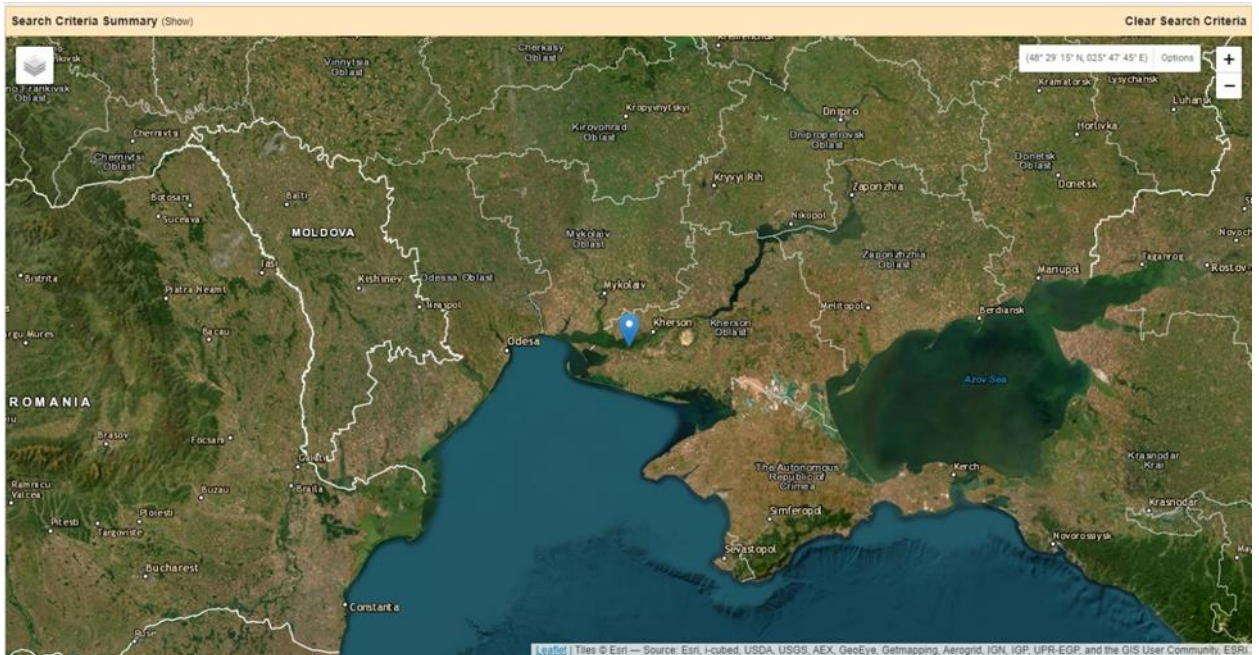 Search Criteria Summary (Show)
Clear Search Criteria
(48° 29' 15" N, 025° 47' 45" E) Options
+
−
Cherkasy
Oblast
Vinnytsia
Oblast
Frankivsk
Oblast
Chernivtsi
Chernivtsi
Oblast
Kropyvnytskyi
Kirovohrad
Oblast
Dnipro
Dnipropetrovsk
Oblast
Kramatorsk
Lysychansk
Luhansk
Horlivka
Donetsk
Oblast
Donetsk
Botosani
Suceava
Balti
MOLDOVA
Kryvyi Rih
Zaporizhia
Nikopol
Mykolaiv
Oblast
Zaporizhzhia
Oblast
Taganrog
Rostov
Mariupol
Bistrita
Iasi
Kishinev
Odessa Oblast
Piatra Neamt
Tiraspol
Mykolaiv
Melitopol
Berdiansk
Kherson
Kherson
Oblast
Bacau
Odesa
Azov Sea
ROMANIA
Brasov
Focsani
Galati
Braila
Ramnicu
Valcea
Buzau
Pitesti
Ploiesti
Targoviste
Bucharest
Constanta
Ruse
The Autonomous
Republic of
Crimea
Kerch
Simferopol
Sevastopol
Krasnodar
Krai
Krasnodar
Novorossaysk
Leaflet | Tiles © Esri — Source: Esri, i-cubed, USDA, USGS, AEX, GeoEye, Getmapping, Aerogrid, IGN, IGP, UPR-EGP, and the GIS User Community, ESRI